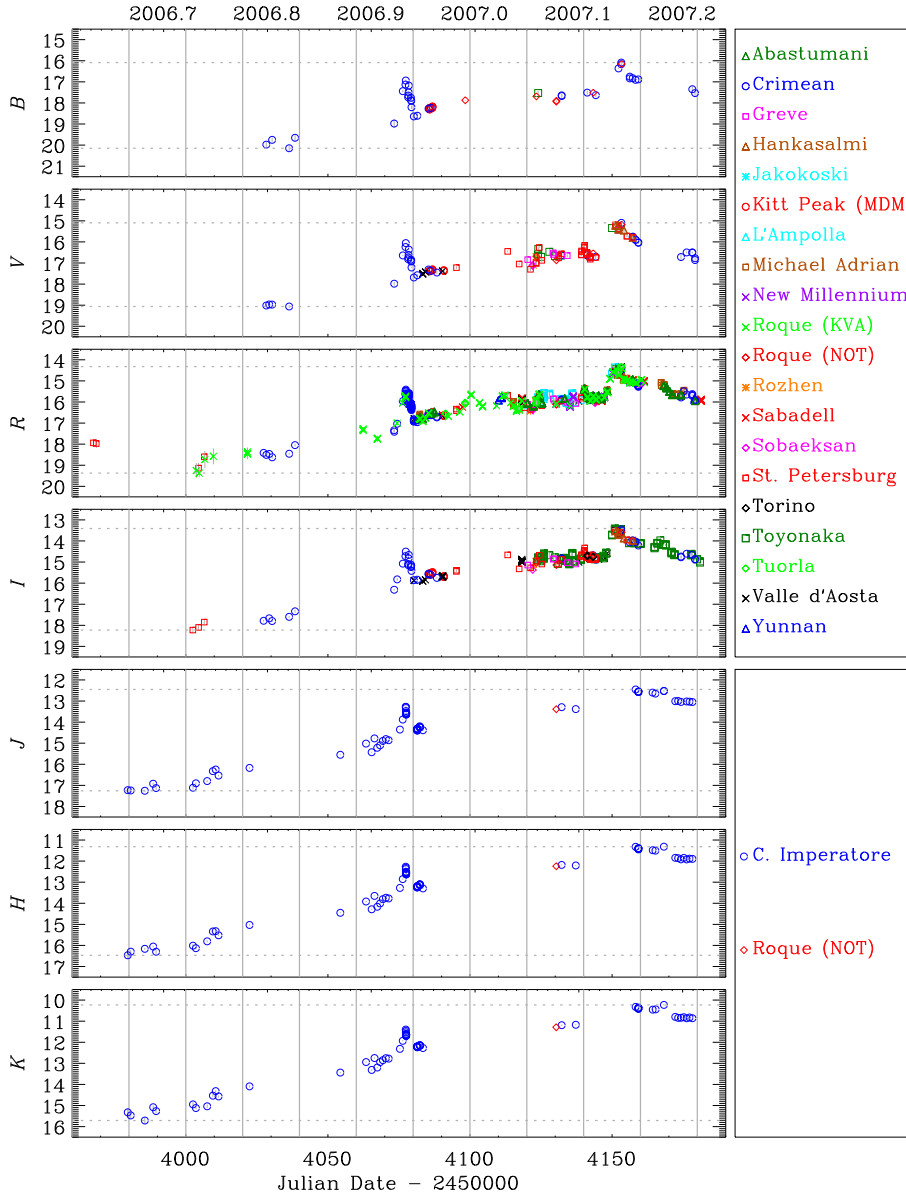 2006.7 2006.8 2006.9 2007.0 2007.1 2007.2
B
15
16
17
18
19
20
21
V
14
15
16
17
18
19
20
R
14
15
16
17
18
19
20
I
13
14
15
16
17
18
19
J
12
13
14
15
16
17
18
H
11
12
13
14
15
16
17
K
10
11
12
13
14
15
16
4000 4050 4100 4150
Julian Date − 2450000
Abastumani
Crimean
Greve
Hankasalmi
Jakokoski
Kitt Peak (MDM
L'Ampolla
Michael Adrian
New Millennium
Roque (KVA)
Roque (NOT)
Rozhen
Sabadell
Sobaeksan
St. Petersburg
Torino
Toyonaka
Tuorla
Valle d'Aosta
Yunnan
C. Imperatore
Roque (NOT)